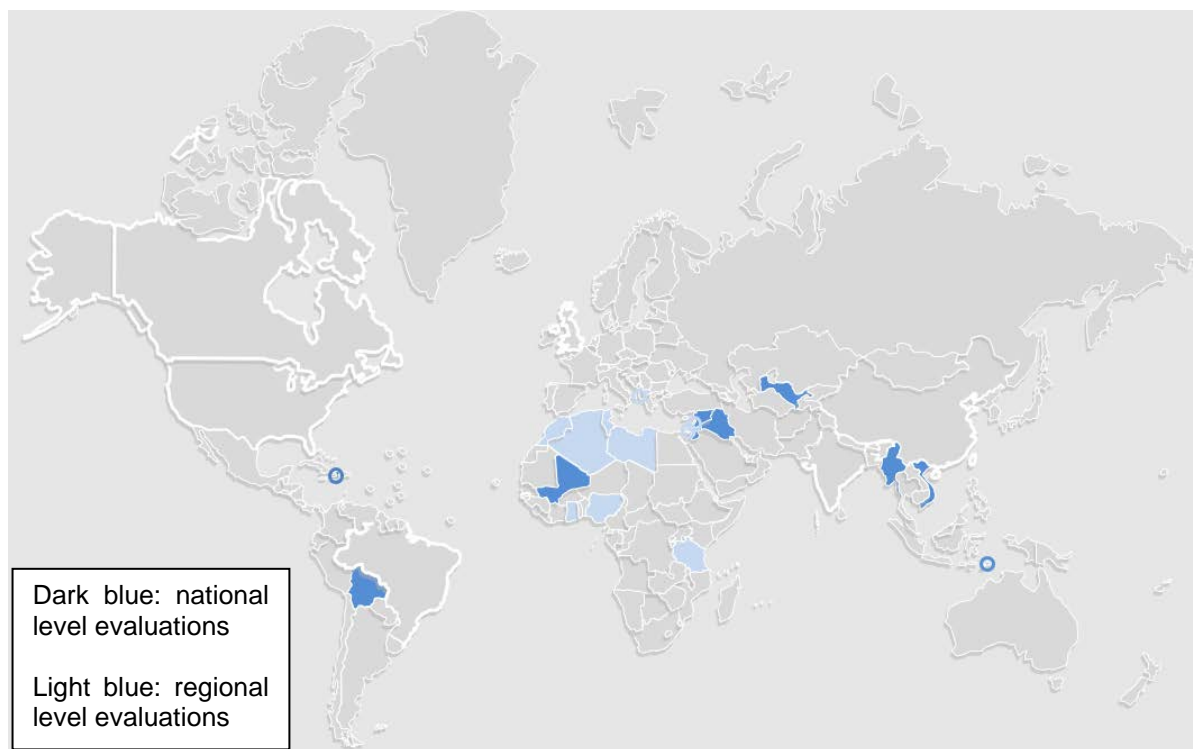 Dark blue: national
level evaluations
Light blue: regional
level evaluations